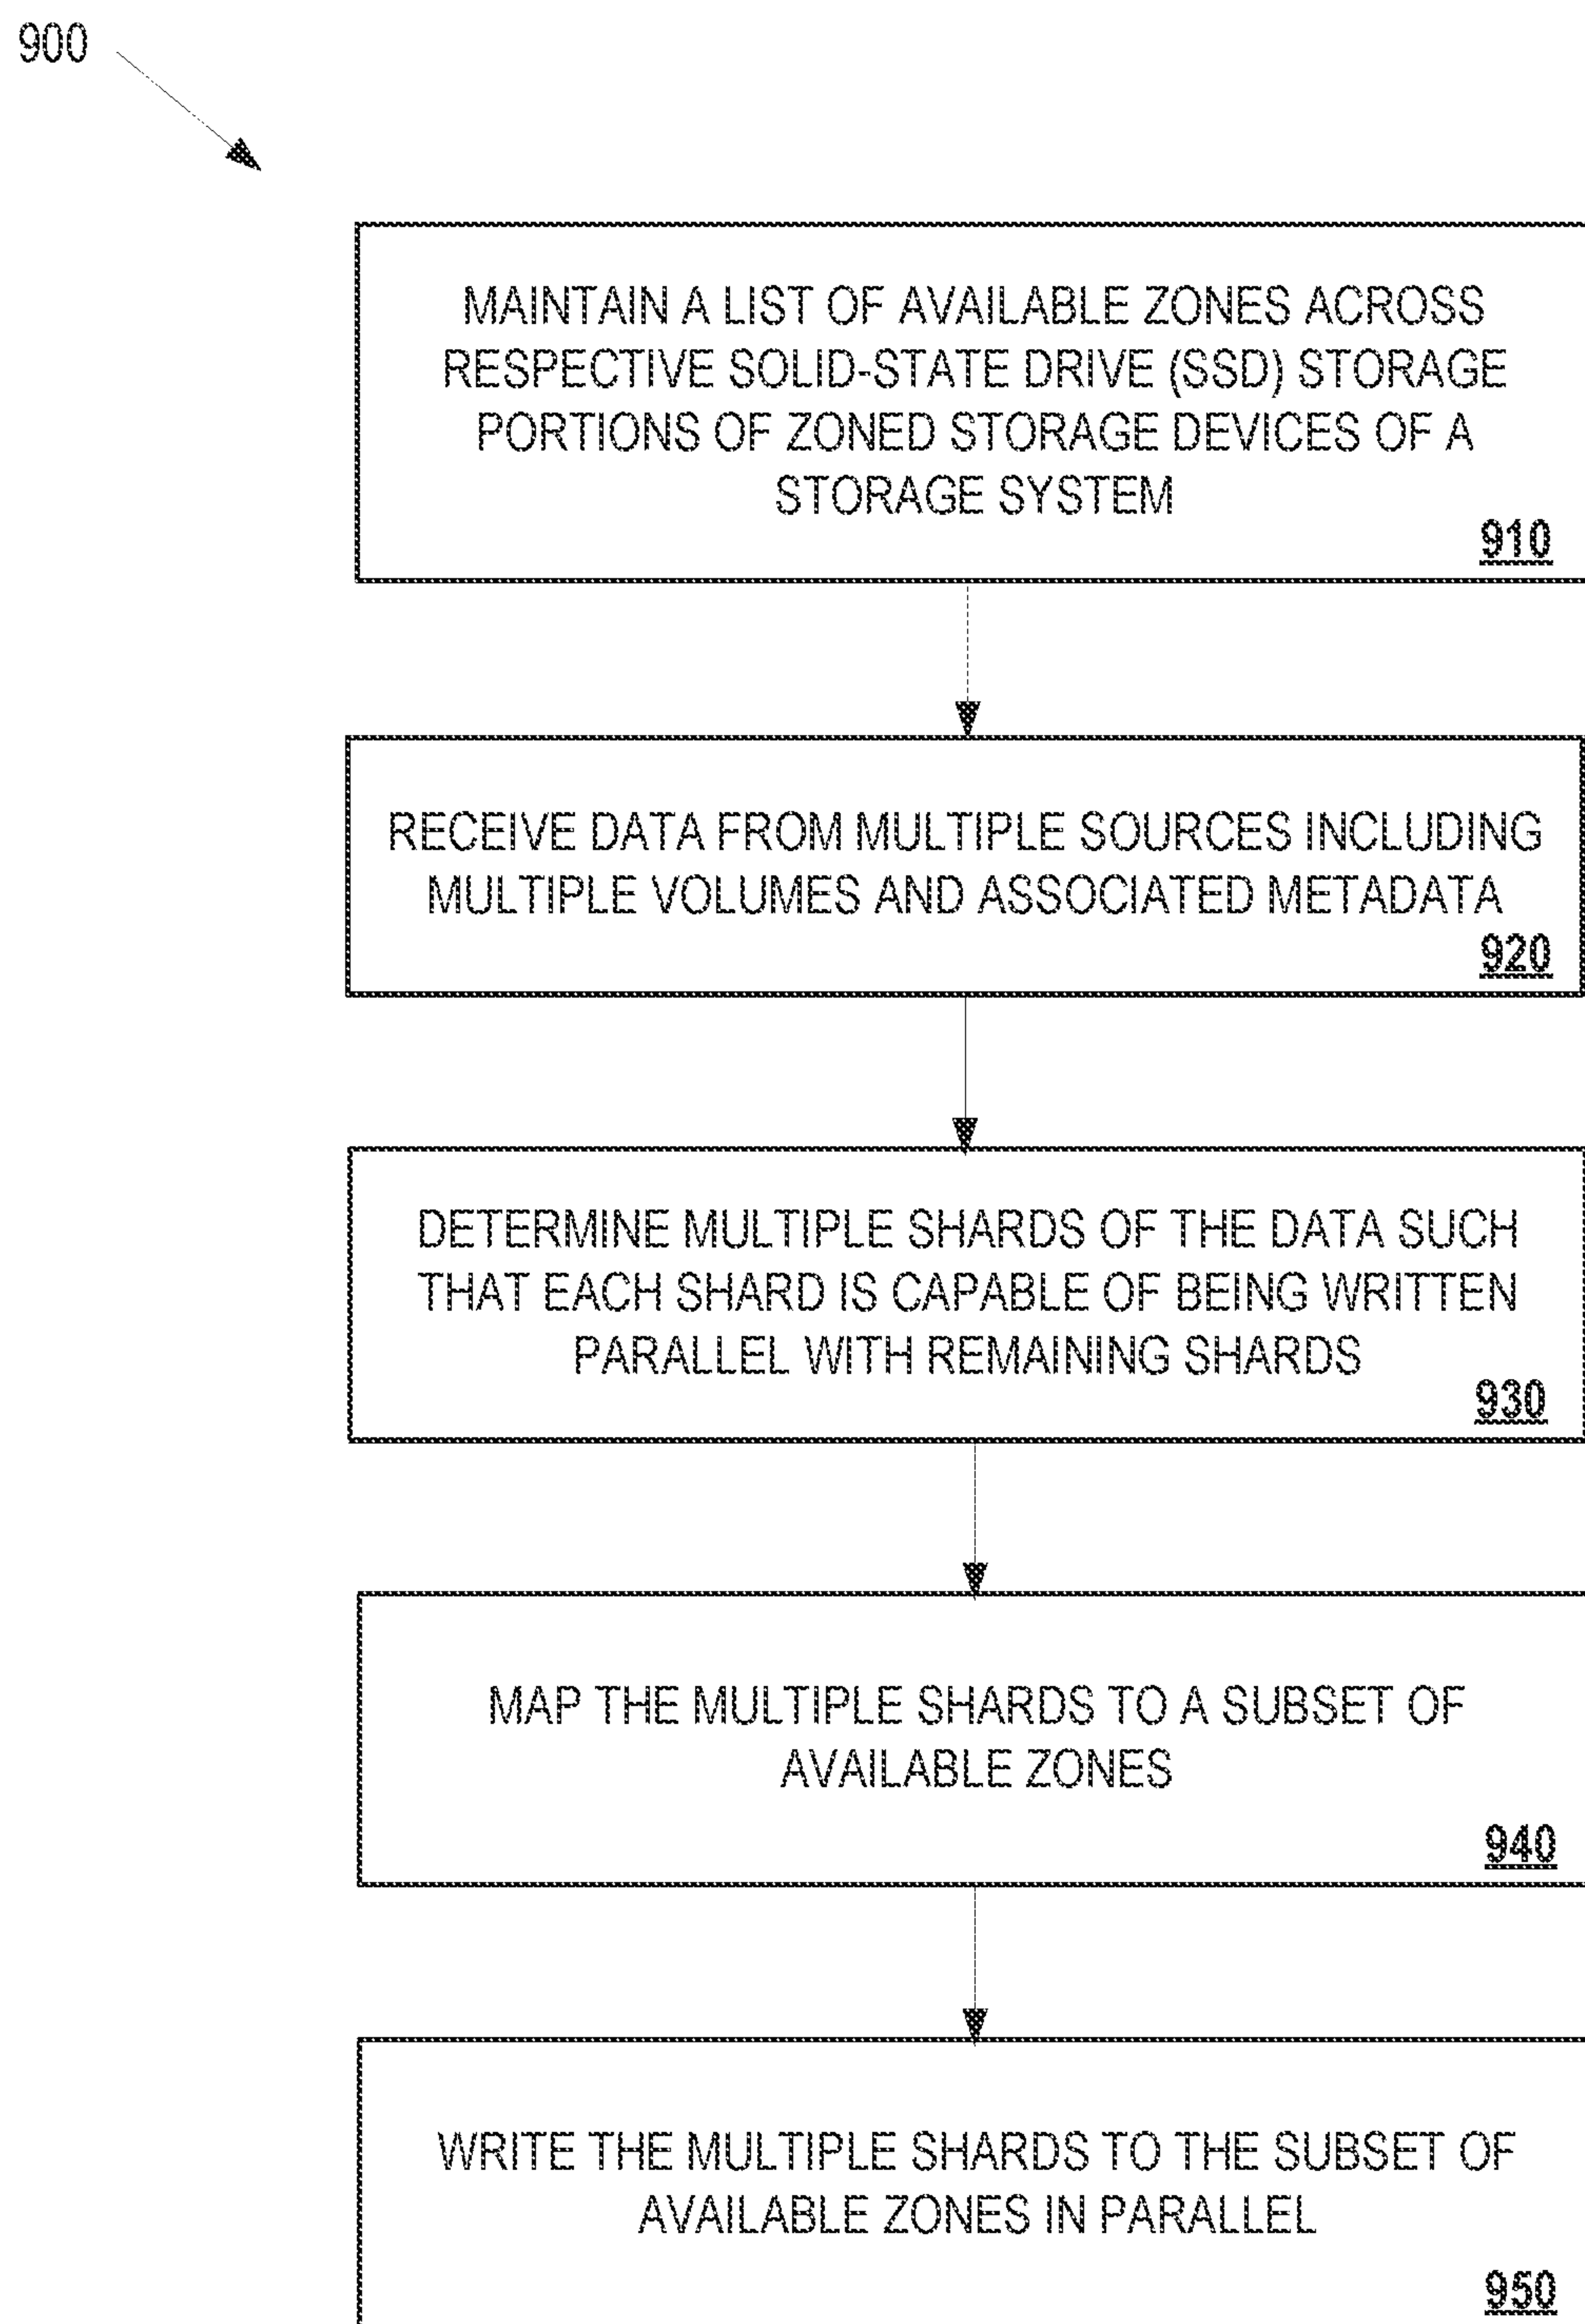 900
MAINTAIN A LIST OF AVAILABLE ZONES ACROSS
RESPECTIVE SOLID-STATE DRIVE (SSD) STORAGE
PORTIONS OF ZONED STORAGE DEVICES OF A
STORAGE SYSTEM
910
RECEIVE DATA FROM MULTIPLE SOURCES INCLUDING
MULTIPLE VOLUMES AND ASSOCIATED METADATA
920
DETERMINE MULTIPLE SHARDS OF THE DATA SUCH
THAT EACH SHARD IS CAPABLE OF BEING WRITTEN
PARALLEL WITH REMAINING SHARDS
930
MAP THE MULTIPLE SHARDS TO A SUBSET OF
AVAILABLE ZONES
940
WRITE THE MULTIPLE SHARDS TO THE SUBSET OF
AVAILABLE ZONES IN PARALLEL
950